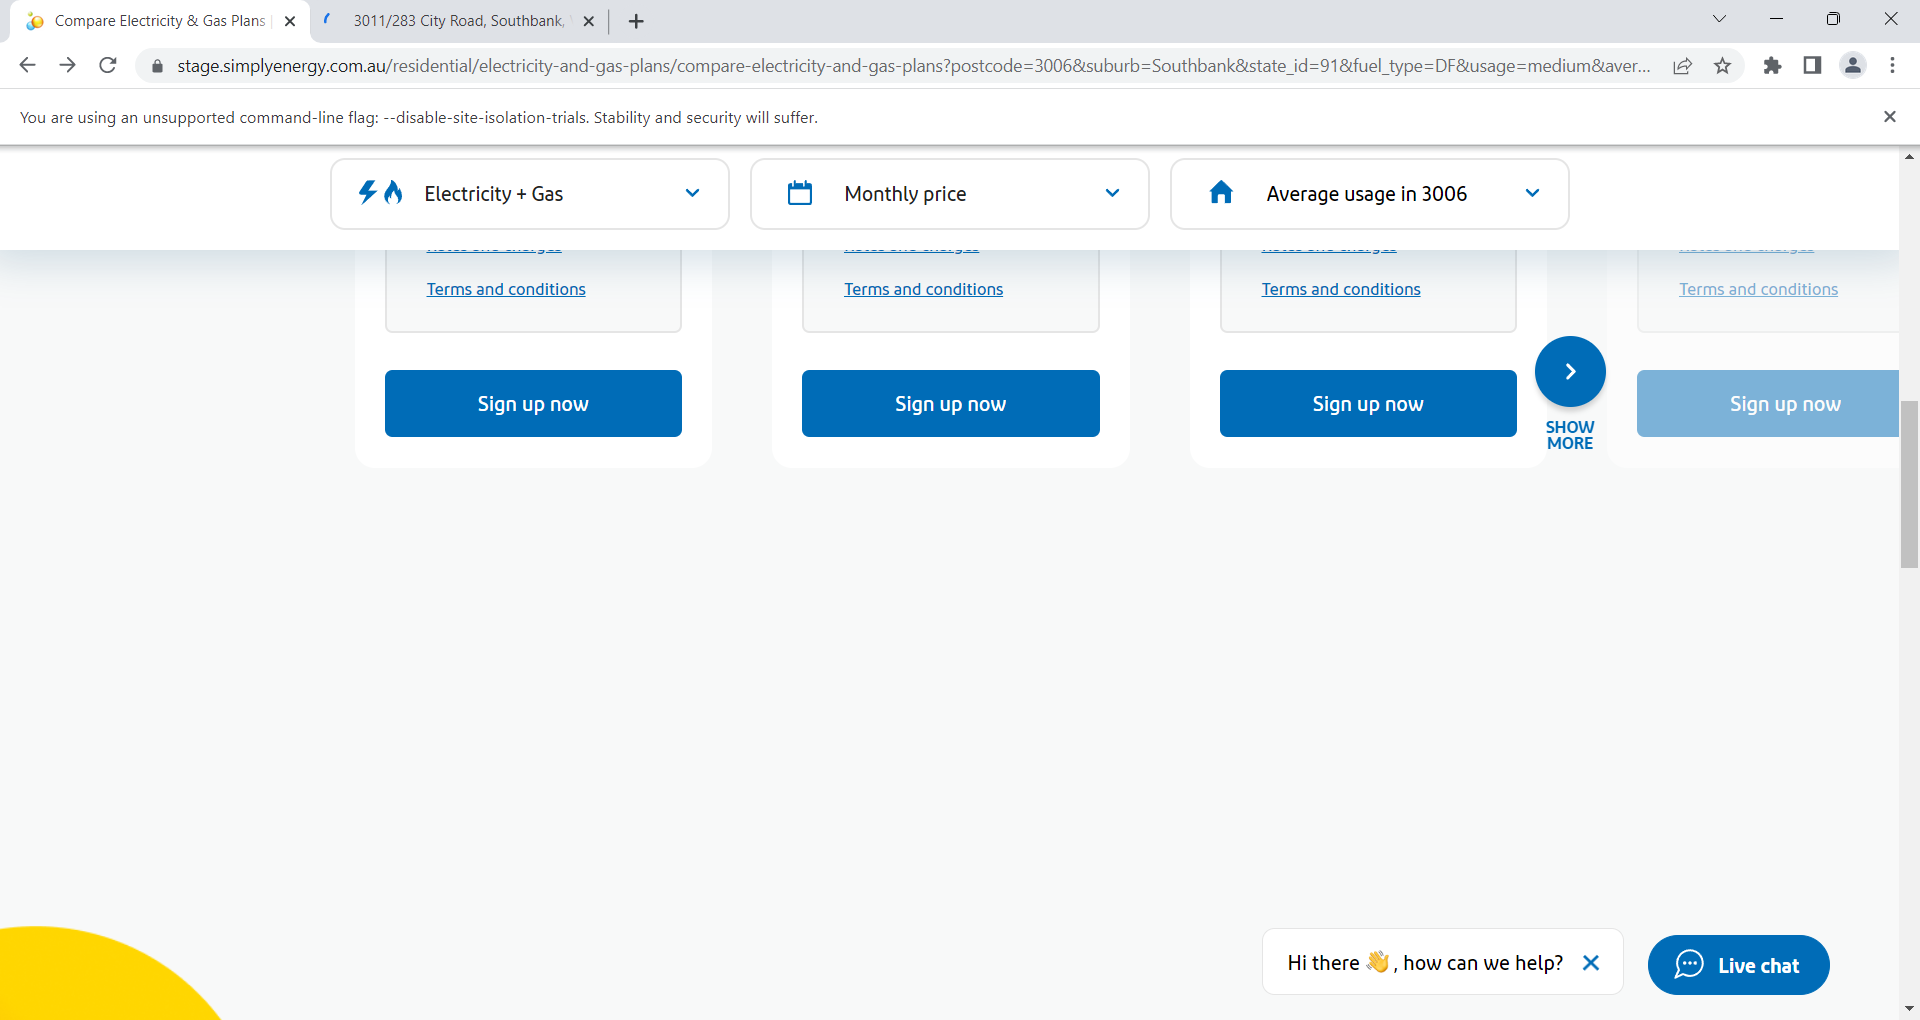 Compare Electricity & Gas Plans
3011/283 City Road, Southbank,
stage.simplyenergy.com.au/residential/electricity-and-gas-plans/compare-electricity-and-gas-plans?postcode=3006&suburb=Southbank&state_id=91&fuel_type=DF&usage=medium&aver...
You are using an unsupported command-line flag: --disable-site-isolation-trials. Stability and security will suffer.
Electricity + Gas
Monthly price
Average usage in 3006
Terms and conditions
Terms and conditions
Terms and conditions
Terms and conditions
Sign up now
Sign up now
Sign up now
Sign up now
SHOW
MORE
Hi there 👋, how can we help?
Live chat